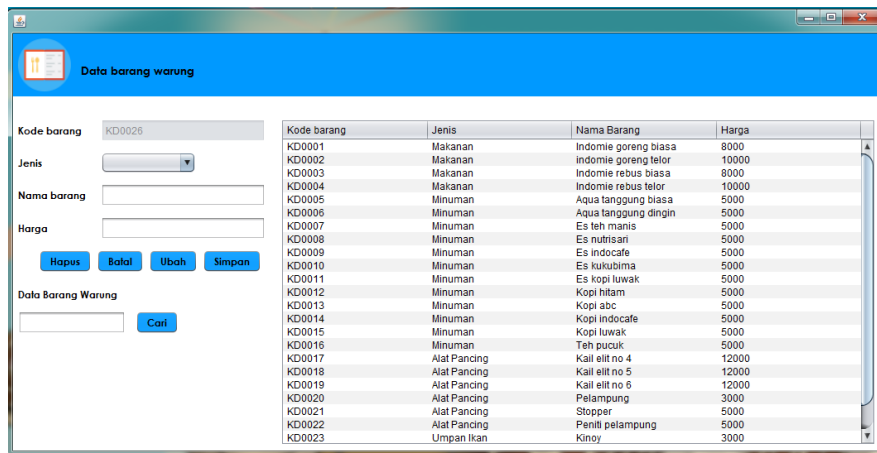 Data barang warung
Kode barang KD0026
Jenis
Nama barang
Harga
Hapus Batal Ubah Simpan
Data Barang Warung
Cari
Kode barang Jenis Nama Barang Harga
KD0001 Makanan Indomie goreng biasa 8000
KD0002 Makanan indomie goreng telor 10000
KD0003 Makanan Indomie rebus biasa 8000
KD0004 Makanan Indomie rebus telor 10000
KD0005 Minuman Aqua tanggung biasa 5000
KD0006 Minuman Aqua tanggung dingin 5000
KD0007 Minuman Es teh manis 5000
KD0008 Minuman Es nutrisari 5000
KD0009 Minuman Es indocafe 5000
KD0010 Minuman Es kukubima 5000
KD0011 Minuman Es kopi luwak 5000
KD0012 Minuman Kopi hitam 5000
KD0013 Minuman Kopi abc 5000
KD0014 Minuman Kopi indocafe 5000
KD0015 Minuman Kopi luwak 5000
KD0016 Minuman Teh pucuk 5000
KD0017 Alat Pancing Kail elit no 4 12000
KD0018 Alat Pancing Kail elit no 5 12000
KD0019 Alat Pancing Kail elit no 6 12000
KD0020 Alat Pancing Pelampung 3000
KD0021 Alat Pancing Stopper 5000
KD0022 Alat Pancing Peniti pelampung 5000
KD0023 Umpan Ikan Kinoy 3000